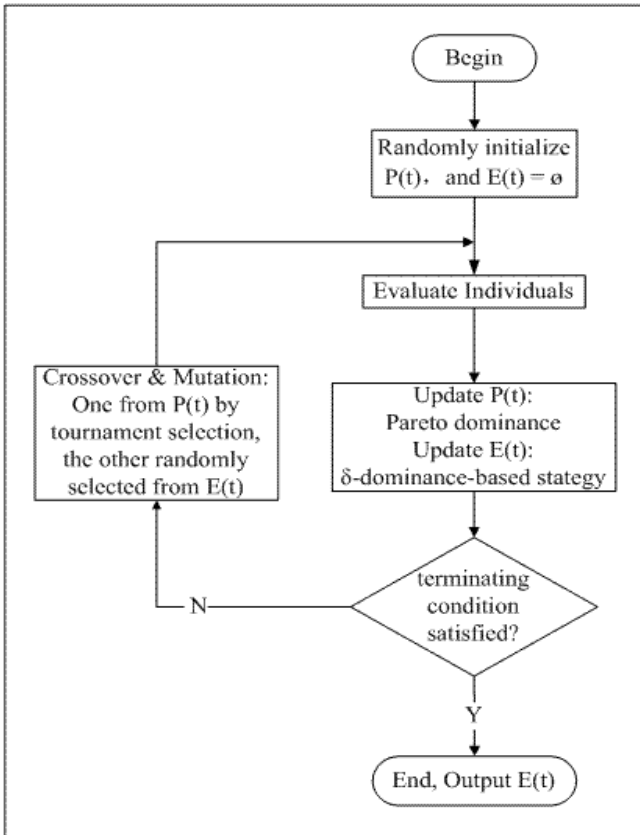 Begin
Randomly initialize
P(t), and E(t) = ø
Evaluate Individuals
Update P(t):
Pareto dominance
Update E(t):
δ-dominance-based stategy
terminating
condition
satisfied?
N
Crossover & Mutation:
One from P(t) by
tournament selection,
the other randomly
selected from E(t)
Y
End, Output E(t)